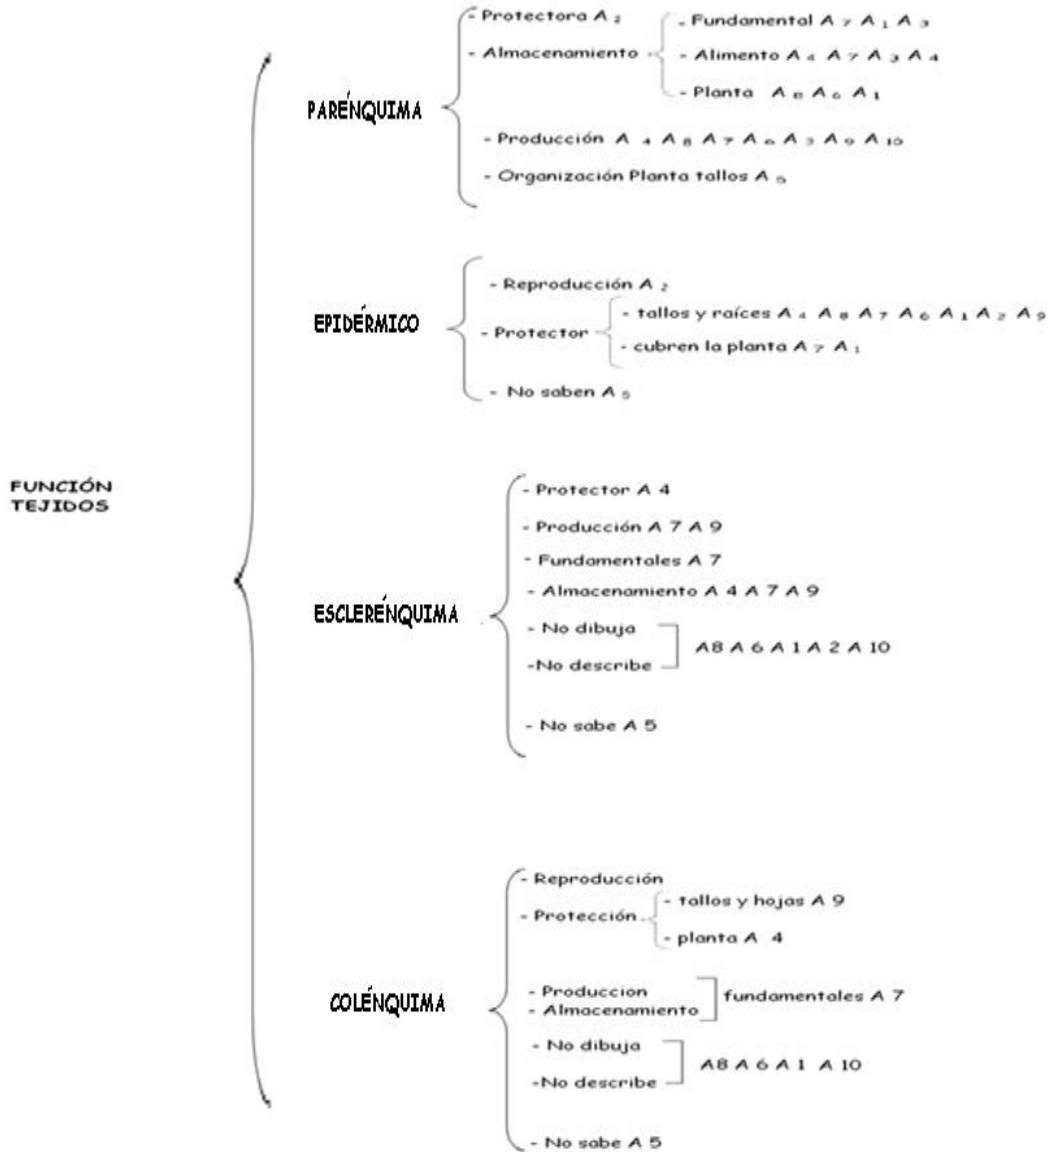 - Protectora A 2
- Almacenamiento
- Fundamental A 7 A 1 A 3
- Alimento A 4 A 7 A 3 A 4
- Planta A 8 A 6 A 1
PARÉNQUIMA
- Producción A 4 A 8 A 7 A 6 A 3 A 9 A 10
- Organización Planta tallos A 5
- Reproducción A 2
EPIDÉRMICO
- Protector
- tallos y raíces A 4 A 8 A 7 A 6 A 1 A 2 A 9
- cubren la planta A 7 A 1
- No saben A 5
FUNCIÓN
TEJIDOS
- Protector A 4
- Producción A 7 A 9
- Fundamentales A 7
- Almacenamiento A 4 A 7 A 9
ESCLERÉNQUIMA
- No dibuja
-No describe
A8 A 6 A 1 A 2 A 10
- No sabe A 5
- Reproducción
- Protección
- tallos y hojas A 9
- planta A 4
COLÉNQUIMA
- Produccion
- Almacenamiento
fundamentales A 7
- No dibuja
-No describe
A8 A 6 A 1 A 10
- No sabe A 5